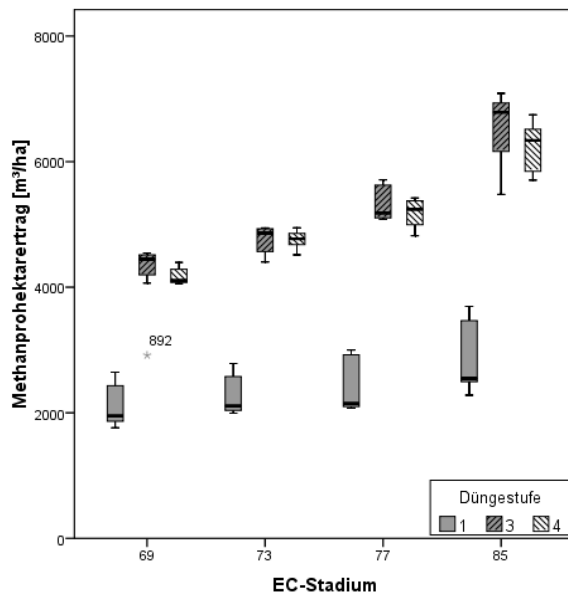 8000
6000
4000
2000
0
Methanprohektarertrag [m³/ha]
892
*
Düngestufe
1 3 4
69 73 77 85
EC-Stadium